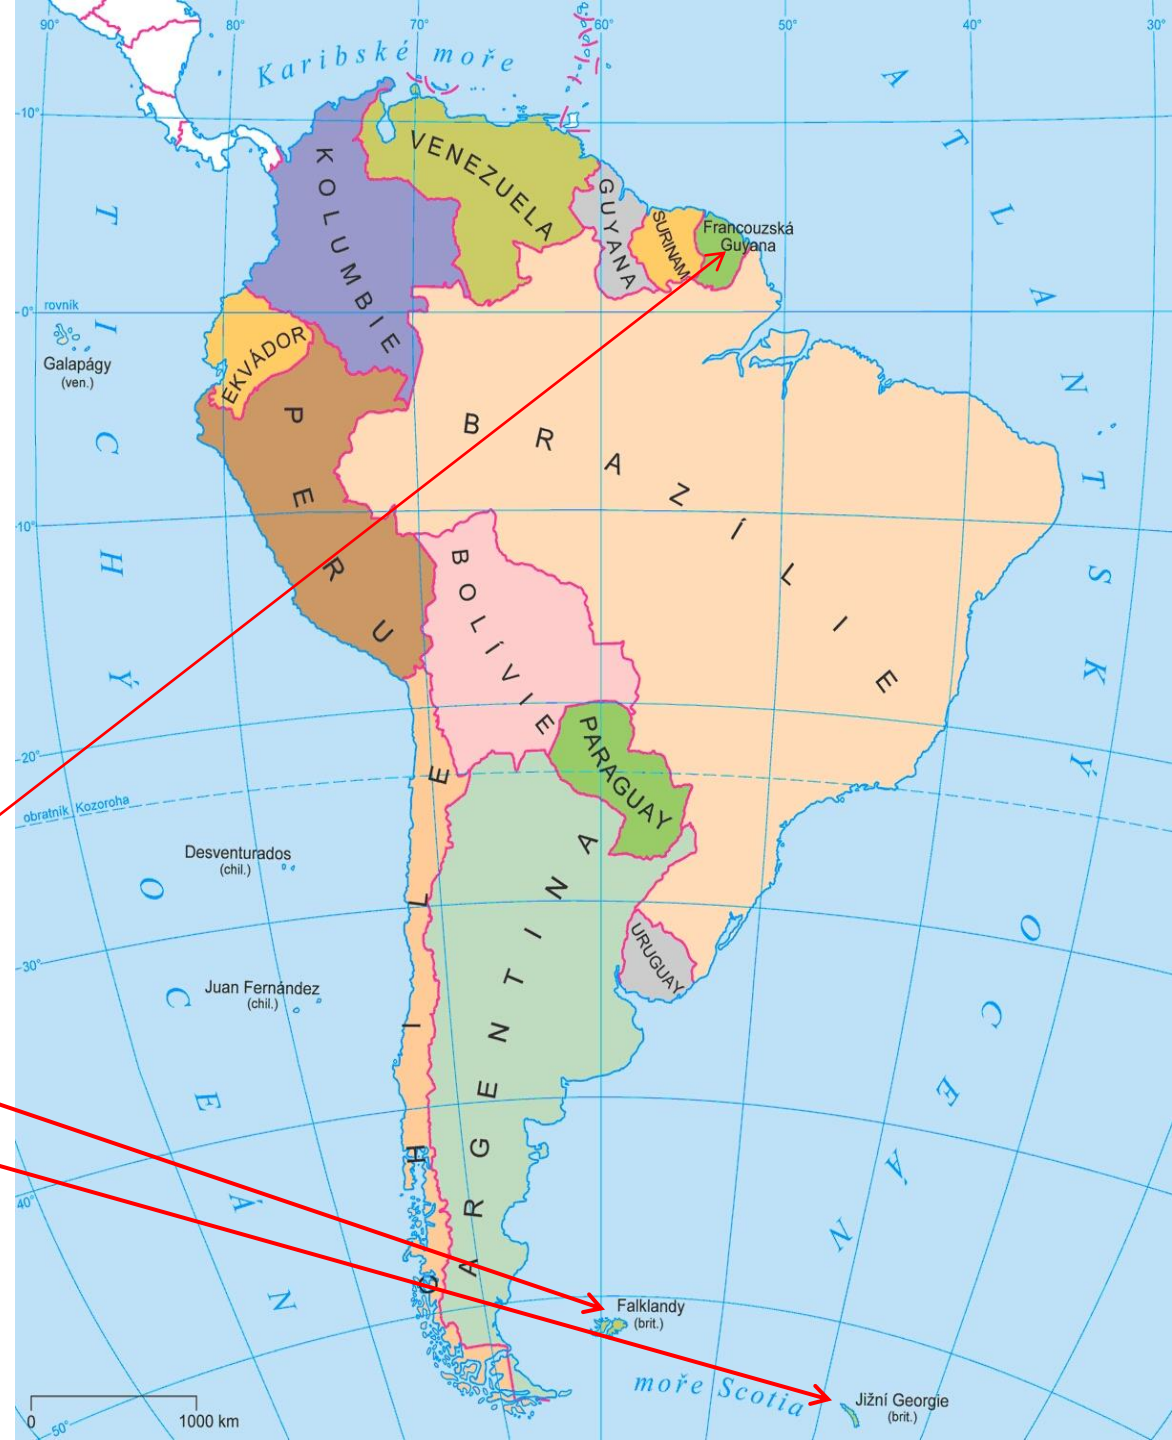 90°
80°
70°
60°
50°
40°
30°
Karibské moře
ATLANTSKÝ OCEÁN
TICHÝ OCEÁN
10°
VENEZUELA
KOLUMBIE
GUYANA
SURINAM
Francouzská
Guyana
rovník
0°
Galapágy
(ven.)
EKVÁDOR
PERU
BRAZÍLIE
10°
BOLÍVIE
PARAGUAY
20°
obratník Kozoroha
CHILE
Desventurados
(chil.)
ARGENTINA
URUGUAY
30°
Juan Fernández
(chil.)
40°
Falklandy
(brit.)
moře Scotia
Jižní Georgie
(brit.)
0
1000 km
50°